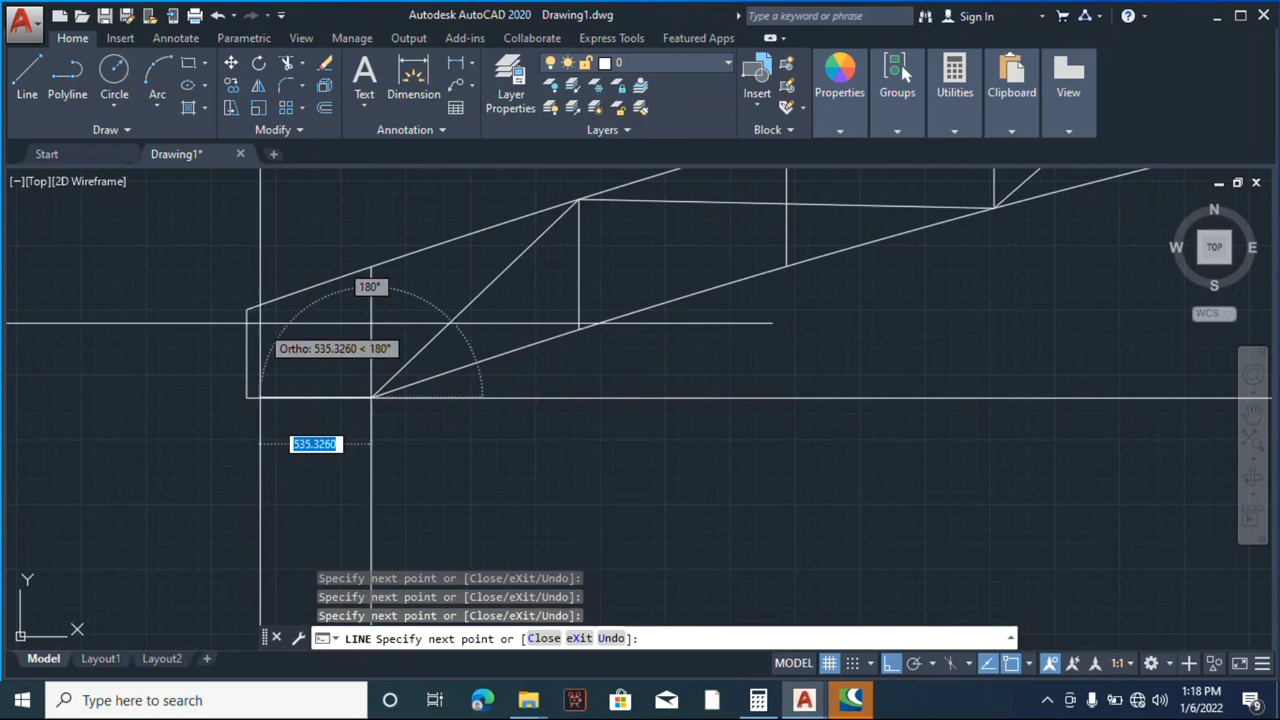 Autodesk AutoCAD 2020 Drawing1.dwg
Type a keyword or phrase
Sign In
Home Insert Annotate Parametric View Manage Output Add-ins Collaborate Express Tools Featured Apps
0
Line Polyline Circle Arc
Text Dimension
Layer
Properties
Insert
Properties Groups Utilities Clipboard View
Draw Modify Annotation Layers Block
Start Drawing1*
[−][Top][2D Wireframe]
N
W TOP E
S
WCS
180°
Ortho: 535.3260 < 180°
535.3260
Specify next point or [Close/eXit/Undo]:
Specify next point or [Close/eXit/Undo]:
Specify next point or [Close/eXit/Undo]:
LINE Specify next point or [Close eXit Undo]:
Y
X
Model Layout1 Layout2
MODEL 1:1
Type here to search
1:18 PM
1/6/2022
9